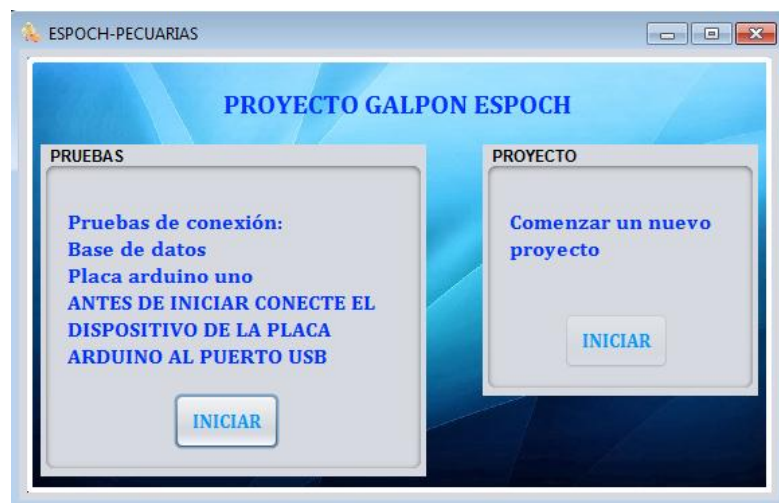 ESPOCH-PECUARIAS
PROYECTO GALPON ESPOCH
PRUEBAS
Pruebas de conexión:
Base de datos
Placa arduino uno
ANTES DE INICIAR CONECTE EL
DISPOSITIVO DE LA PLACA
ARDUINO AL PUERTO USB
INICIAR
PROYECTO
Comenzar un nuevo
proyecto
INICIAR